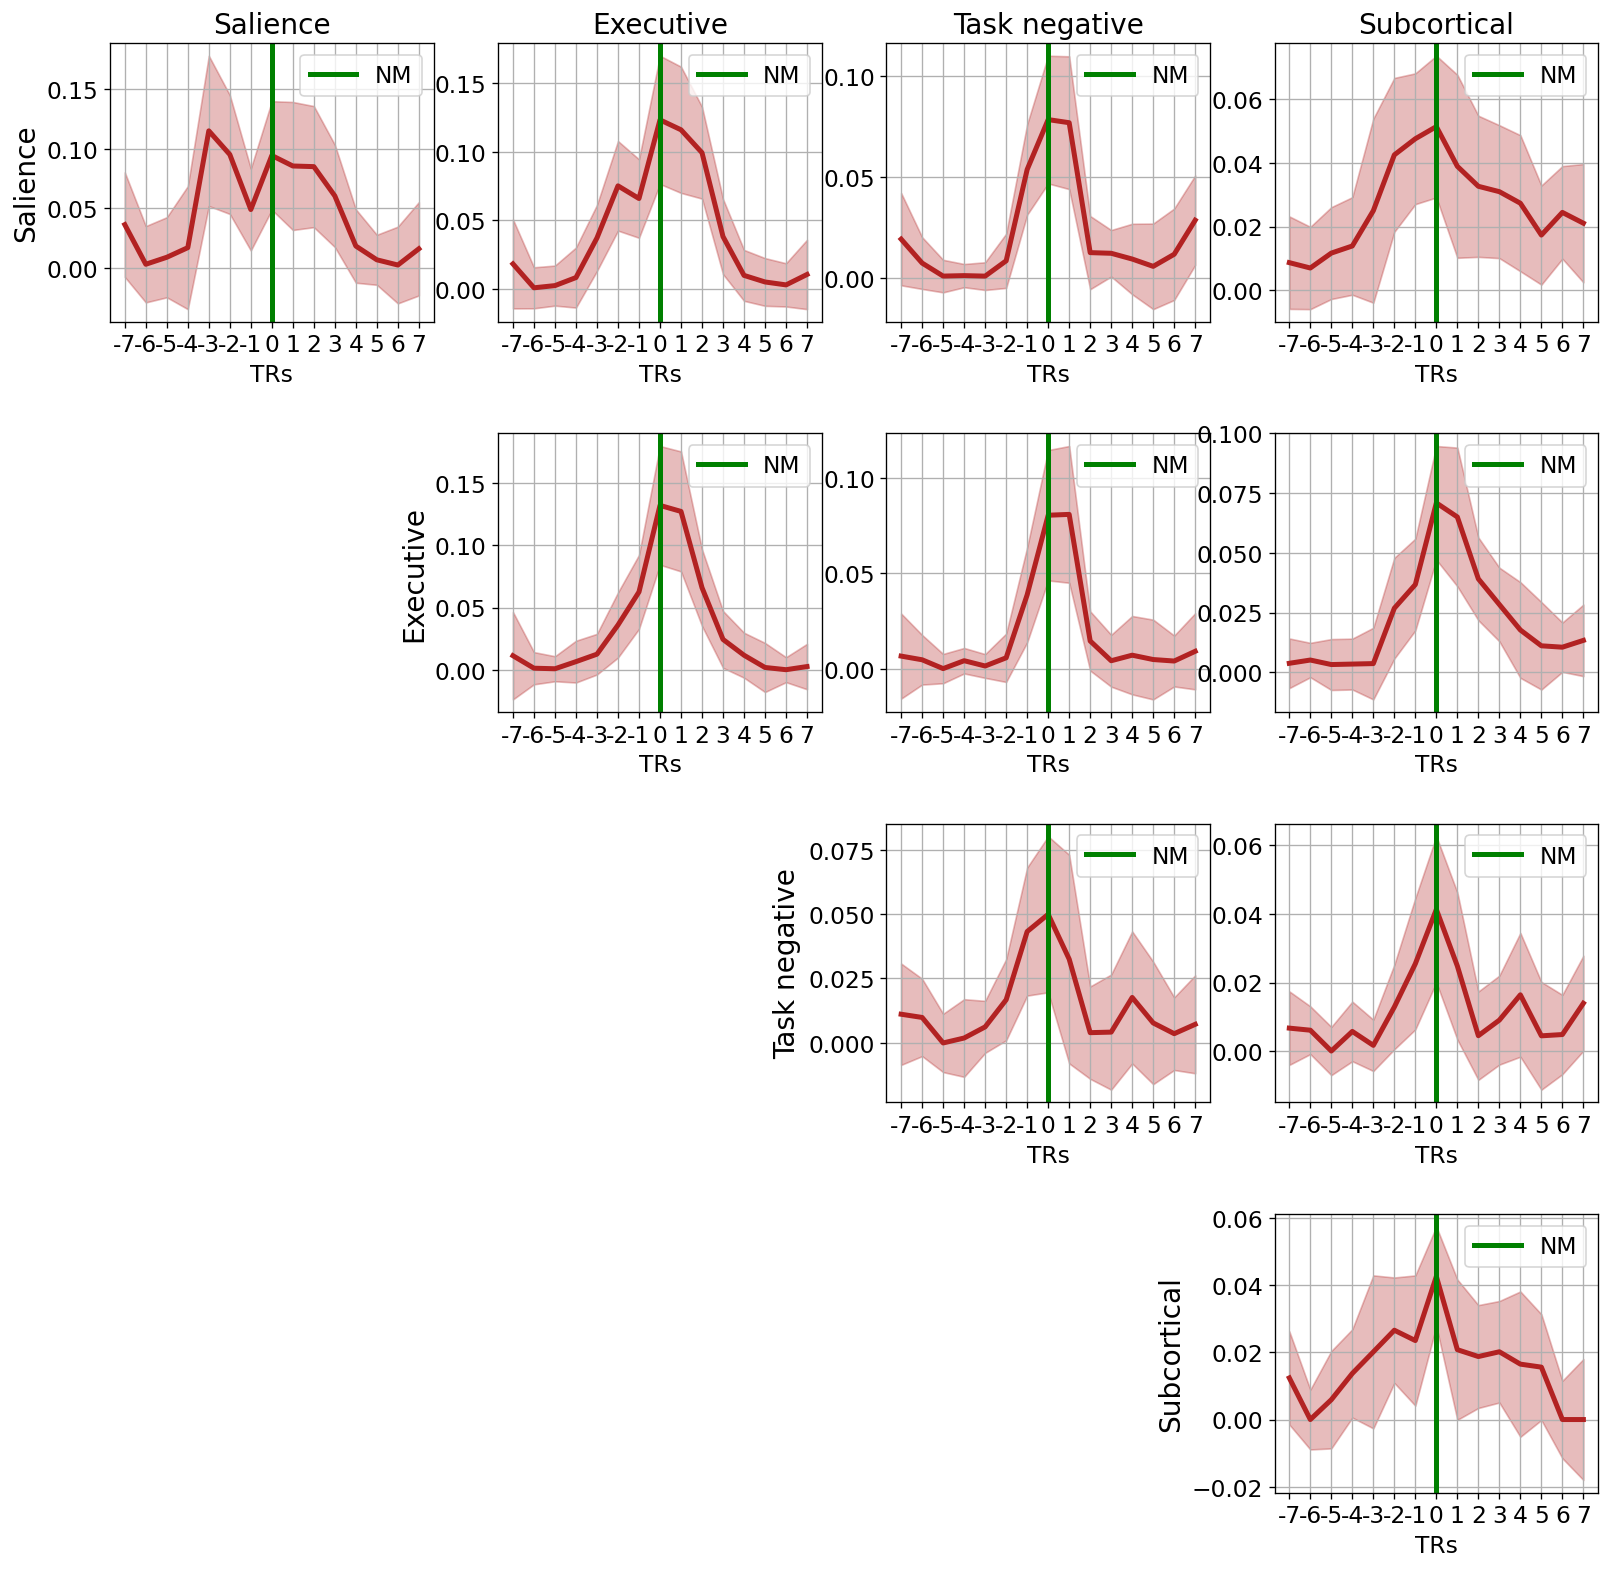 Salience Executive Task negative Subcortical
NM NM NM NM
0.15 0.15 0.10 0.06
0.10 0.10 0.05 0.04
0.05 0.05 0.00 0.02
0.00 0.00 0.00
Salience
-7 -6 -5 -4 -3 -2 -1 0 1 2 3 4 5 6 7 -7 -6 -5 -4 -3 -2 -1 0 1 2 3 4 5 6 7 -7 -6 -5 -4 -3 -2 -1 0 1 2 3 4 5 6 7 -7 -6 -5 -4 -3 -2 -1 0 1 2 3 4 5 6 7
TRs TRs TRs TRs
NM NM NM
0.15 0.10 0.100
0.10 0.05 0.075
0.05 0.00 0.050
0.00 0.025
0.000
Executive
-7 -6 -5 -4 -3 -2 -1 0 1 2 3 4 5 6 7 -7 -6 -5 -4 -3 -2 -1 0 1 2 3 4 5 6 7 -7 -6 -5 -4 -3 -2 -1 0 1 2 3 4 5 6 7
TRs TRs TRs
NM NM
0.075 0.06
0.050 0.04
0.025 0.02
0.000 0.00
Task negative
-7 -6 -5 -4 -3 -2 -1 0 1 2 3 4 5 6 7 -7 -6 -5 -4 -3 -2 -1 0 1 2 3 4 5 6 7
TRs TRs
NM
0.06
0.04
0.02
0.00
−0.02
Subcortical
-7 -6 -5 -4 -3 -2 -1 0 1 2 3 4 5 6 7
TRs